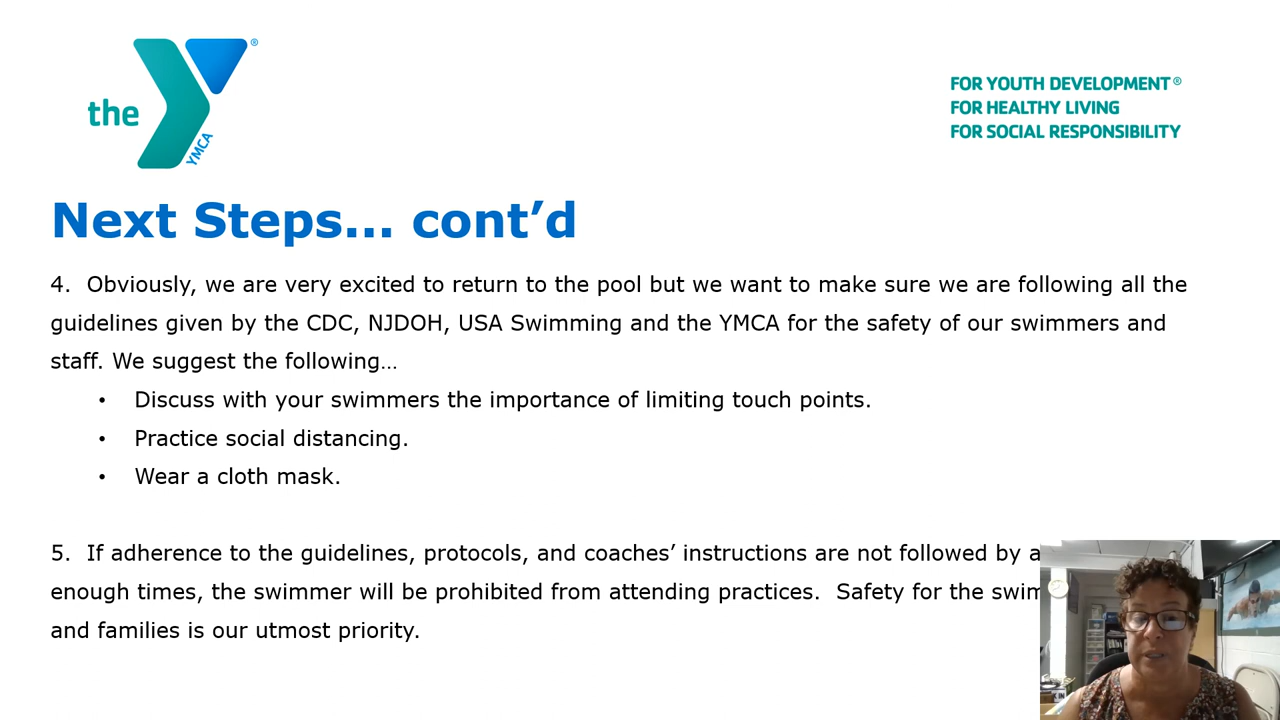 the
YMCA
®
FOR YOUTH DEVELOPMENT®
FOR HEALTHY LIVING
FOR SOCIAL RESPONSIBILITY
Next Steps... cont’d
4. Obviously, we are very excited to return to the pool but we want to make sure we are following all the
guidelines given by the CDC, NJDOH, USA Swimming and the YMCA for the safety of our swimmers and
staff. We suggest the following…
• Discuss with your swimmers the importance of limiting touch points.
• Practice social distancing.
• Wear a cloth mask.
5. If adherence to the guidelines, protocols, and coaches’ instructions are not followed by
enough times, the swimmer will be prohibited from attending practices. Safety for the
and families is our utmost priority.